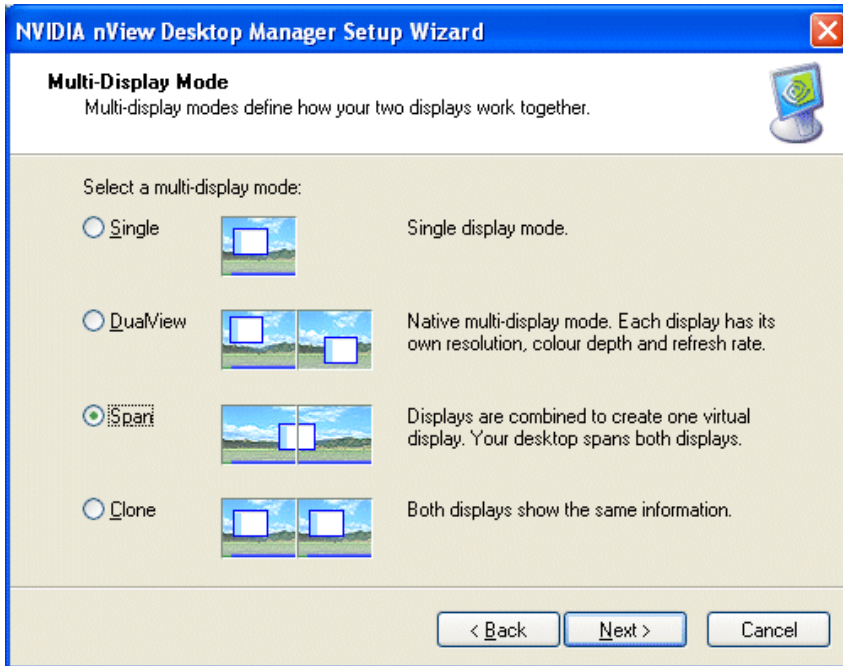 NVIDIA nView Desktop Manager Setup Wizard
Multi-Display Mode
Multi-display modes define how your two displays work together.
Select a multi-display mode:
Single
Single display mode.
DualView
Native multi-display mode. Each display has its
own resolution, colour depth and refresh rate.
Span
Displays are combined to create one virtual
display. Your desktop spans both displays.
Clone
Both displays show the same information.
< Back
Next >
Cancel